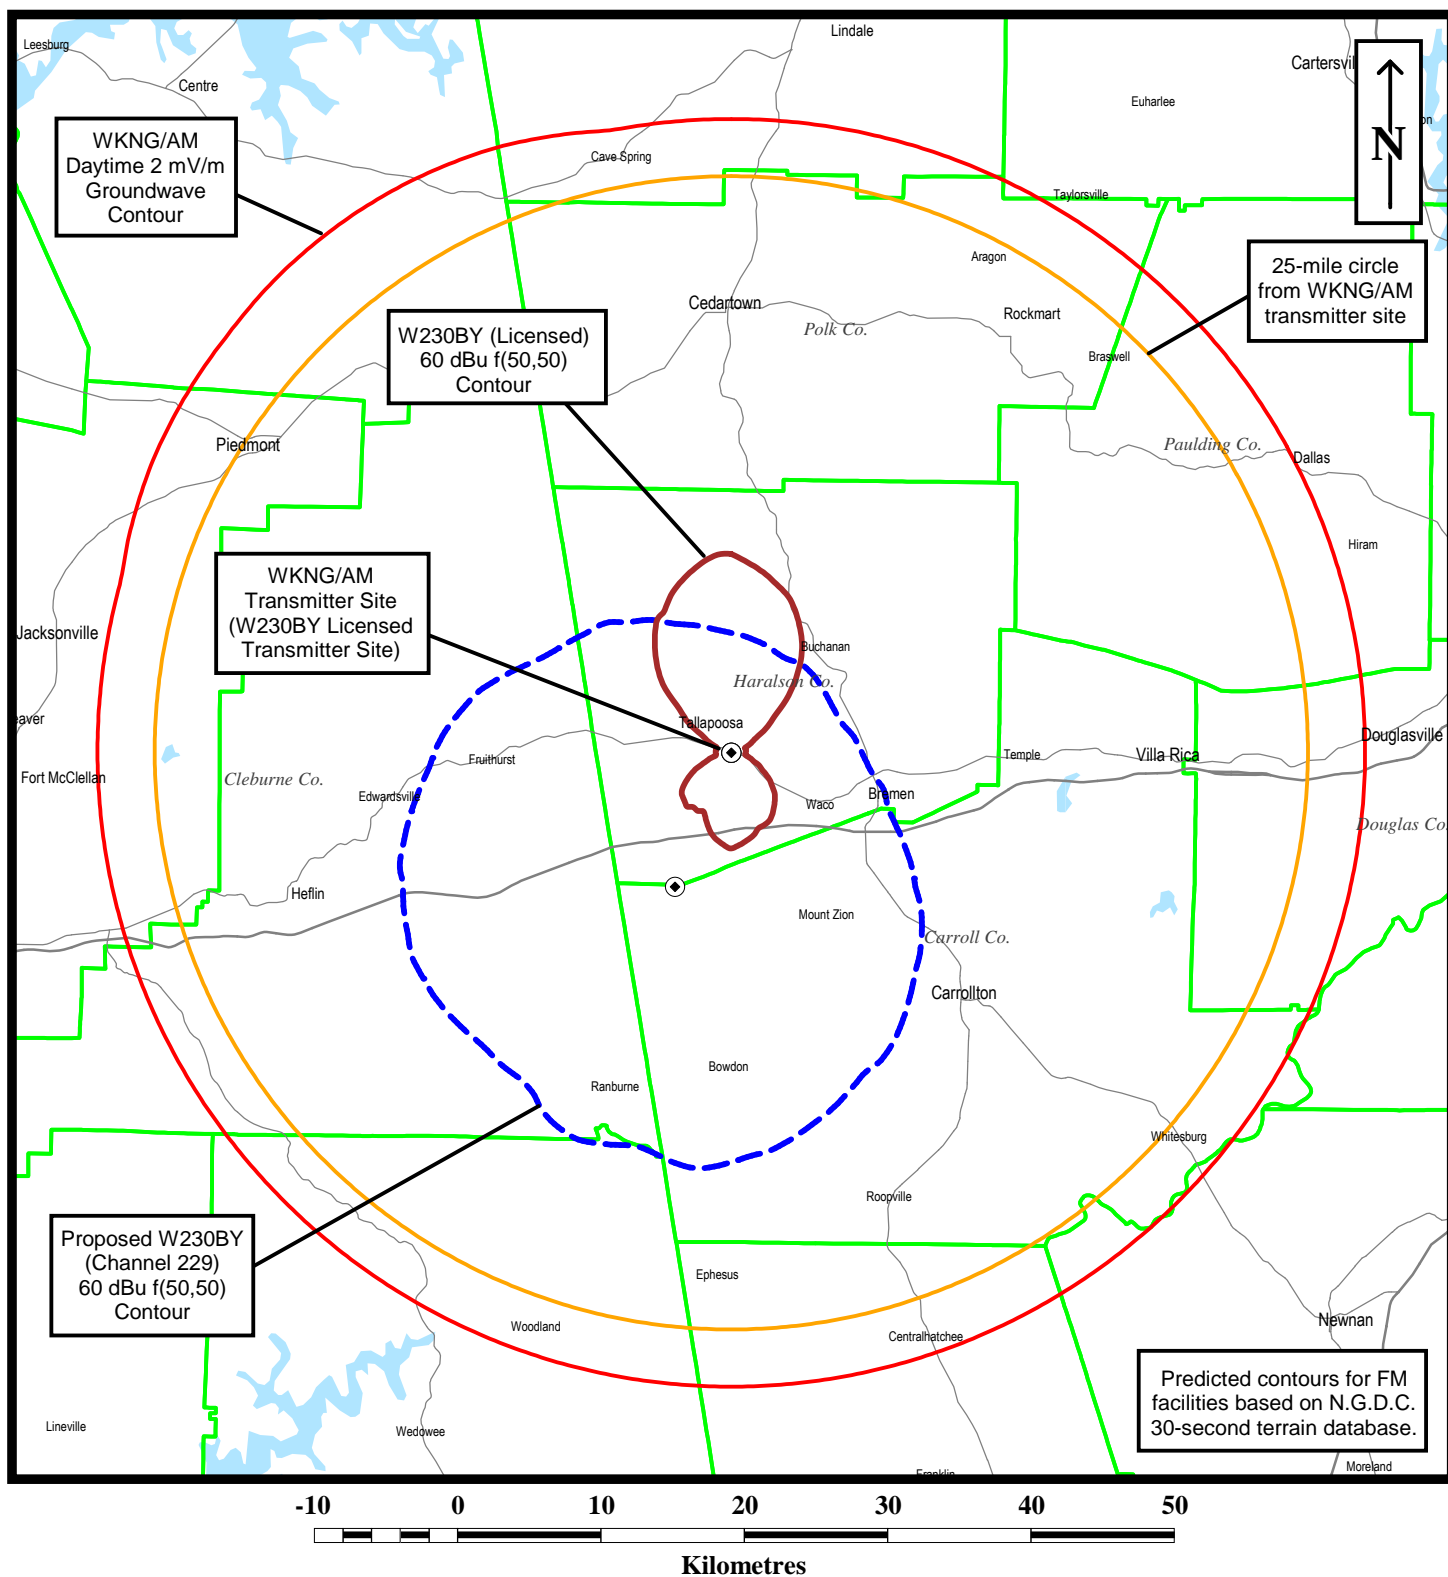 Leesburg
Centre
Lindale
Cartersvil
Euharlee
on
WKNG/AM
Daytime 2 mV/m
Groundwave
Contour
Cave Spring
N
Taylorsville
Aragon
25-mile circle
from WKNG/AM
transmitter site
Cedartown
Rockmart
Polk Co.
W230BY (Licensed)
60 dBu f(50,50)
Contour
Braswell
Piedmont
Paulding Co.
Dallas
Hiram
WKNG/AM
Transmitter Site
(W230BY Licensed
Transmitter Site)
Jacksonville
Buchanan
Haralson Co.
eaver
Tallapoosa
Douglasville
Fort McClellan
Fruithurst
Temple
Villa Rica
Cleburne Co.
Edwardsville
Waco
Bremen
Douglas Co.
Heflin
Mount Zion
Carroll Co.
Carrollton
Bowdon
Ranburne
Whitesburg
Roopville
Proposed W230BY
(Channel 229)
60 dBu f(50,50)
Contour
Ephesus
Woodland
Centralhatchee
Newnan
Predicted contours for FM
facilities based on N.G.D.C.
30-second terrain database.
Lineville
Wedowee
Moreland
Franklin
-10 0 10 20 30 40 50
Kilometres